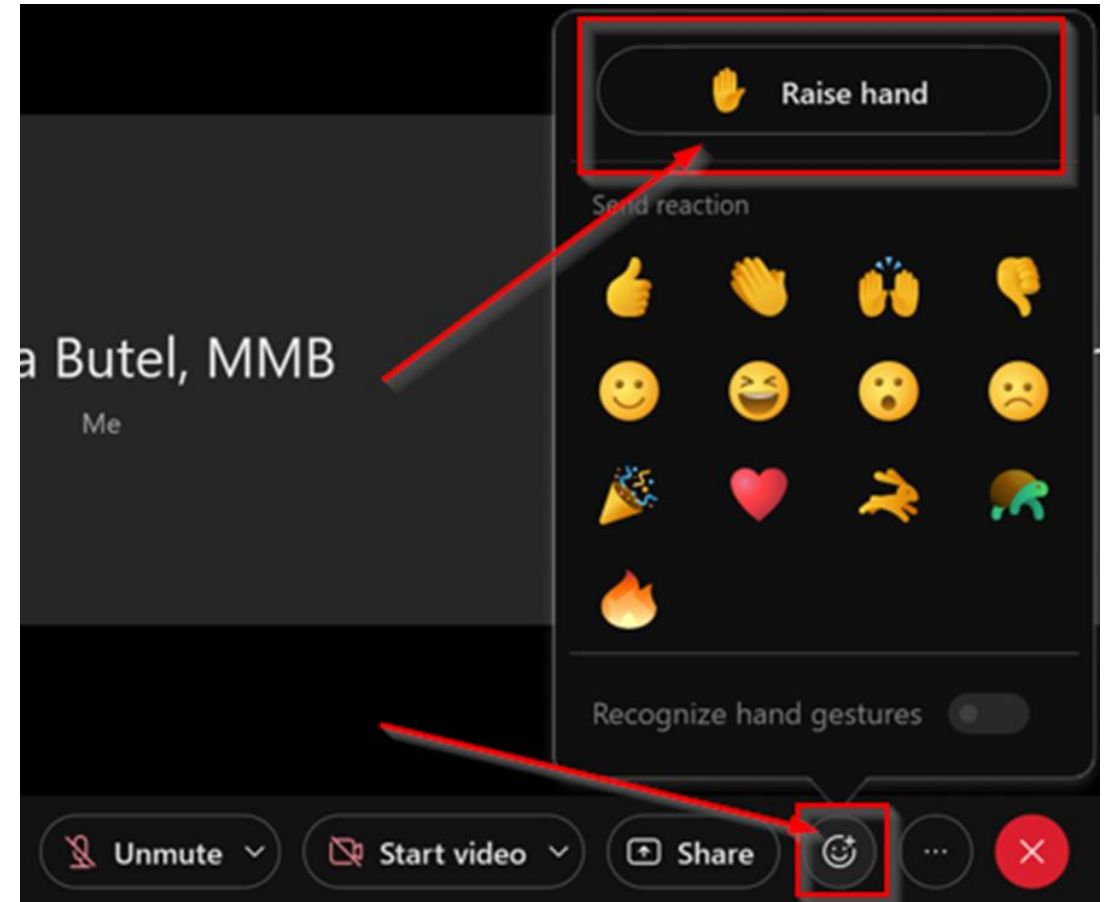 Raise hand
Send reaction
a Butel, MMB
Me
Recognize hand gestures
Unmute
Start video
Share